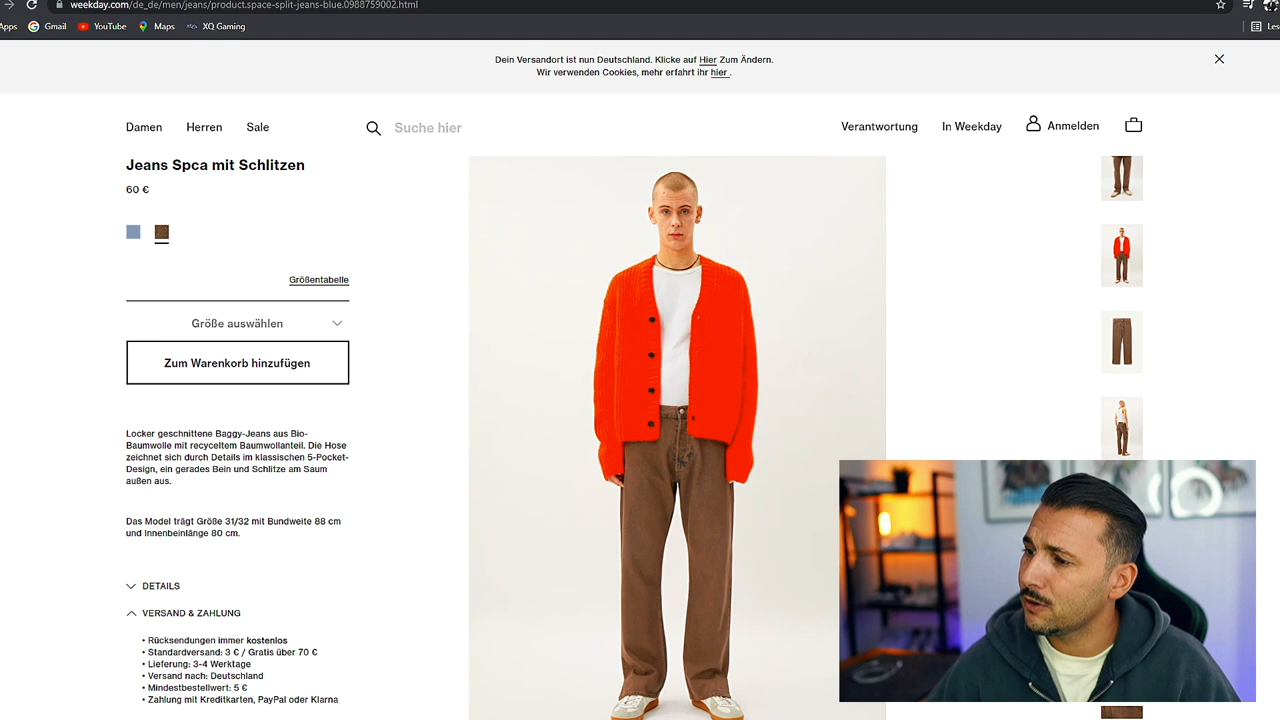 weekday.com/de_de/men/jeans/product.space-split-jeans-blue.0988759002.html
Apps Gmail YouTube Maps XQ Gaming
Dein Versandort ist nun Deutschland. Klicke auf Hier Zum Ändern.
Wir verwenden Cookies, mehr erfahrt ihr hier .
Damen Herren Sale Suche hier Verantwortung In Weekday Anmelden
Jeans Spca mit Schlitzen
60 €
Größentabelle
Größe auswählen
Zum Warenkorb hinzufügen
Locker geschnittene Baggy-Jeans aus Bio-
Baumwolle mit recyceltem Baumwollanteil. Die Hose
zeichnet sich durch Details im klassischen 5-Pocket-
Design, ein gerades Bein und Schlitze am Saum
außen aus.
Das Model trägt Größe 31/32 mit Bundweite 88 cm
und Innenbeinlänge 80 cm.
DETAILS
VERSAND & ZAHLUNG
• Rücksendungen immer kostenlos
• Standardversand: 3 € / Gratis über 70 €
• Lieferung: 3-4 Werktage
• Versand nach: Deutschland
• Mindestbestellwert: 5 €
• Zahlung mit Kreditkarten, PayPal oder Klarna